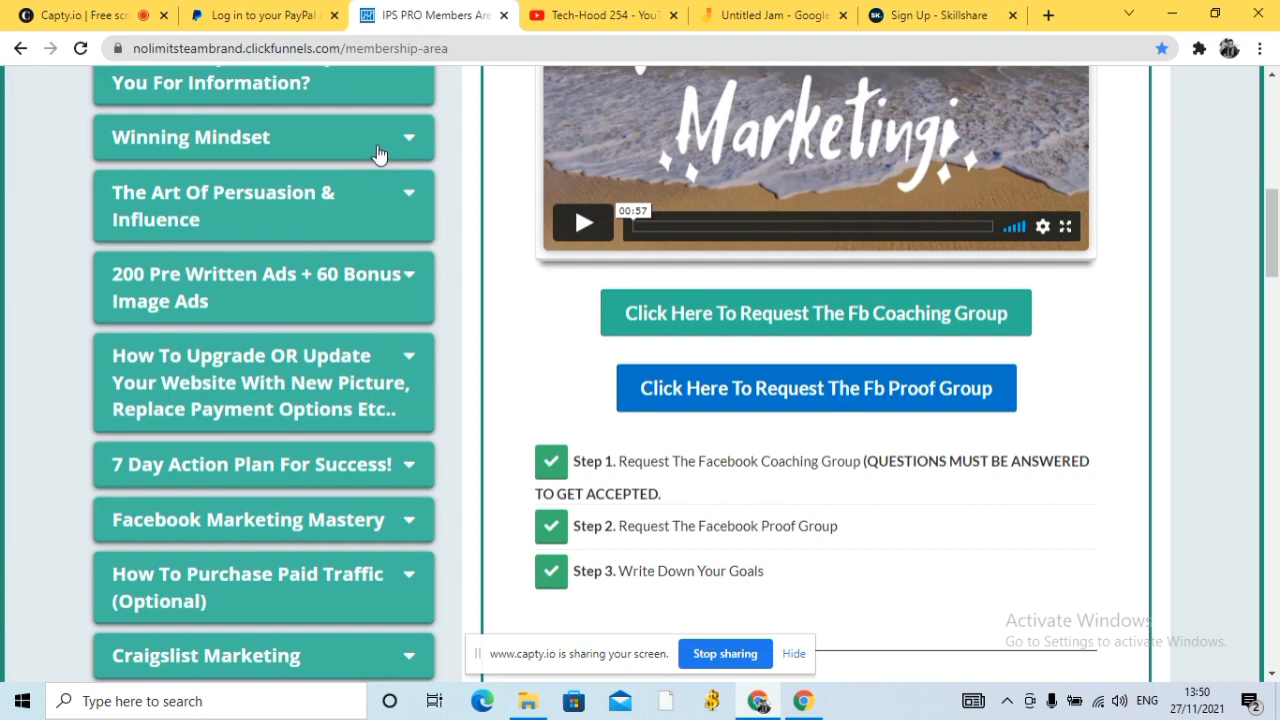 Capty.io | Free scr
Log in to your PayPal
IPS PRO Members Are
Tech-Hood 254 - YouT
Untitled Jam - Google
SK.
Sign Up - Skillshare
nolimitsteambrand.clickfunnels.com/membership-area
You For Information?
Winning Mindset
The Art Of Persuasion &
Influence
200 Pre Written Ads + 60 Bonus
Image Ads
How To Upgrade OR Update
Your Website With New Picture,
Replace Payment Options Etc..
7 Day Action Plan For Success!
Facebook Marketing Mastery
How To Purchase Paid Traffic
(Optional)
Craigslist Marketing
Marketing
00:57
Click Here To Request The Fb Coaching Group
Click Here To Request The Fb Proof Group
Step 1. Request The Facebook Coaching Group (QUESTIONS MUST BE ANSWERED
TO GET ACCEPTED.
Step 2. Request The Facebook Proof Group
Step 3. Write Down Your Goals
Activate Windows
Go to Settings to activate Windows.
www.capty.io is sharing your screen.
Stop sharing
Hide
Type here to search
ENG
13:50
27/11/2021
2